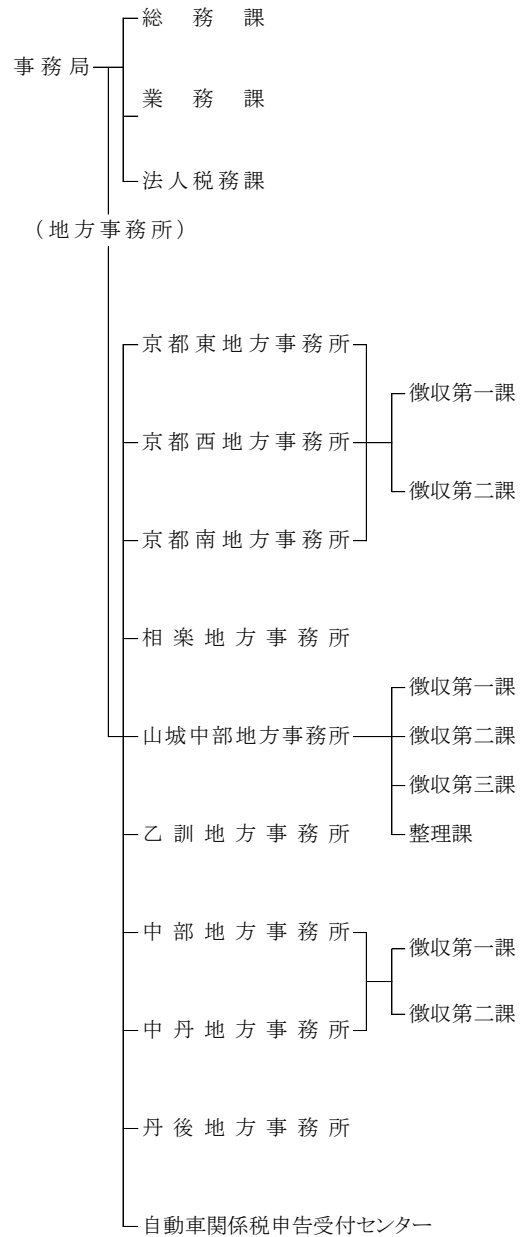 総務課
事務局
業務課
法人税務課
(地方事務所)
京都東地方事務所
徴収第一課
京都西地方事務所
徴収第二課
京都南地方事務所
相楽地方事務所
徴収第一課
山城中部地方事務所
徴収第二課
徴収第三課
乙訓地方事務所
整理課
中部地方事務所
徴収第一課
徴収第二課
中丹地方事務所
丹後地方事務所
自動車関係税申告受付センター